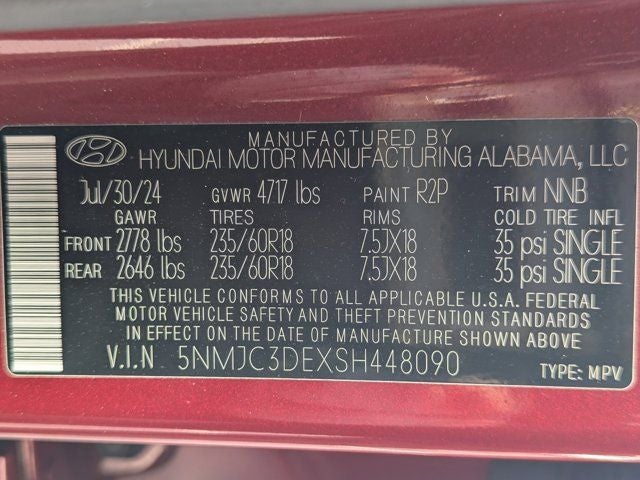 MANUFACTURED BY
HYUNDAI MOTOR MANUFACTURING ALABAMA, LLC
Jul/30/24 GVWR 4717 lbs PAINT R2P TRIM NNB
GAWR TIRES RIMS COLD TIRE INFL
FRONT 2778 lbs 235/60R18 7.5JX18 35 psi SINGLE
REAR 2646 lbs 235/60R18 7.5JX18 35 psi SINGLE
THIS VEHICLE CONFORMS TO ALL APPLICABLE U.S.A. FEDERAL
MOTOR VEHICLE SAFETY AND THEFT PREVENTION STANDARDS
IN EFFECT ON THE DATE OF MANUFACTURE SHOWN ABOVE
V.I.N 5NMJC3DEXSH448090 TYPE: MPV